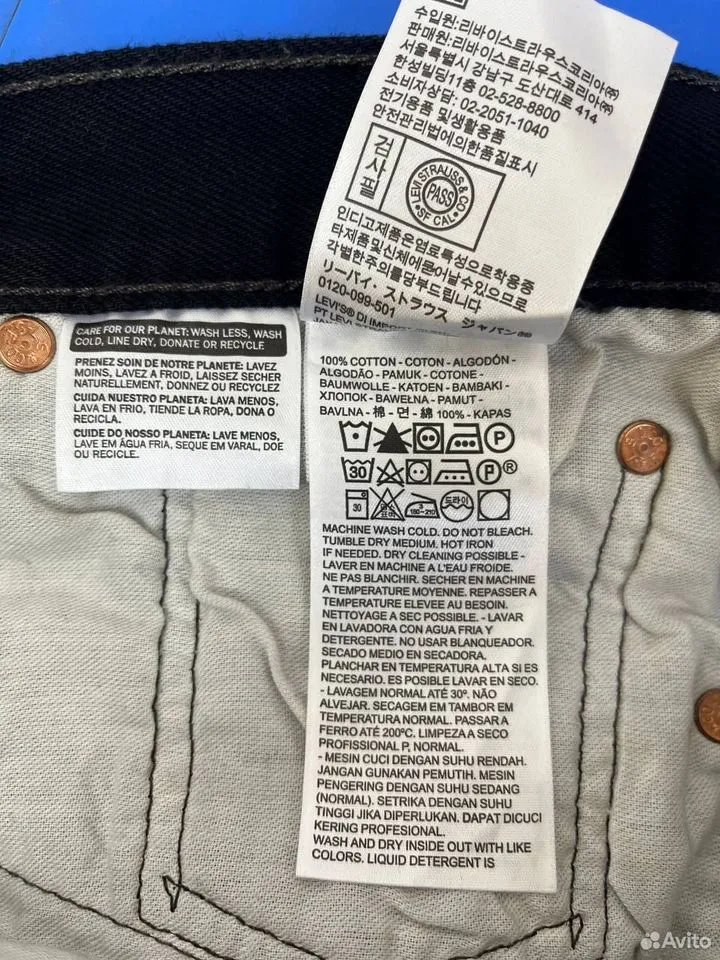 수입원:리바이스트라우스코리아㈜
판매원:리바이스트라우스코리아㈜
서울특별시 강남구 도산대로 414
한성빌딩11층 02-528-8800
소비자상담: 02-2051-1040
전기용품 및생활용품
안전관리법에의한품질표시
검사필
LEVI STRAUSS & CO
PASS
SF CAL
인디고제품은염료특성으로착용중
타제품및신체에묻어날수있으므로
각별한주의를당부드립니다
リーバイ・ストラウス ジャパン㈱
0120-099-501
LEVI'S® DI IMPOR
PT LEVI
CARE FOR OUR PLANET: WASH LESS, WASH
COLD, LINE DRY, DONATE OR RECYCLE.
PRENEZ SOIN DE NOTRE PLANETE: LAVEZ
MOINS, LAVEZ A FROID, LAISSEZ SECHER
NATURELLEMENT, DONNEZ OU RECYCLEZ
CUIDA NUESTRO PLANETA: LAVA MENOS,
LAVA EN FRIO, TIENDE LA ROPA, DONA O
RECICLA.
CUIDE DO NOSSO PLANETA: LAVE MENOS,
LAVE EM ÁGUA FRIA, SEQUE EM VARAL, DOE
OU RECICLE.
100% COTTON - COTON - ALGODÓN -
ALGODÃO - PAMUK - COTONE -
BAUMWOLLE - KATOEN - BAMBAKI -
ХЛОПОК - BAWEŁNA - PAMUT -
BAVLNA - 棉 - 면 - 綿 100% - KAPAS
P
30 P ®
30 표백 3 180~210 드라이
MACHINE WASH COLD. DO NOT BLEACH.
TUMBLE DRY MEDIUM. HOT IRON
IF NEEDED. DRY CLEANING POSSIBLE -
LAVER EN MACHINE A L'EAU FROIDE.
NE PAS BLANCHIR. SECHER EN MACHINE
A TEMPERATURE MOYENNE. REPASSER A
TEMPERATURE ELEVEE AU BESOIN.
NETTOYAGE A SEC POSSIBLE. - LAVAR
EN LAVADORA CON AGUA FRIA Y
DETERGENTE. NO USAR BLANQUEADOR.
SECADO MEDIO EN SECADORA.
PLANCHAR EN TEMPERATURA ALTA SI ES
NECESARIO. ES POSIBLE LAVAR EN SECO.
- LAVAGEM NORMAL ATÉ 30º. NÃO
ALVEJAR. SECAGEM EM TAMBOR EM
TEMPERATURA NORMAL. PASSAR A
FERRO ATÉ 200ºC. LIMPEZA A SECO
PROFISSIONAL P, NORMAL.
- MESIN CUCI DENGAN SUHU RENDAH.
JANGAN GUNAKAN PEMUTIH. MESIN
PENGERING DENGAN SUHU SEDANG
(NORMAL). SETRIKA DENGAN SUHU
TINGGI JIKA DIPERLUKAN. DAPAT DICUCI
KERING PROFESIONAL.
WASH AND DRY INSIDE OUT WITH LIKE
COLORS. LIQUID DETERGENT IS
Avito